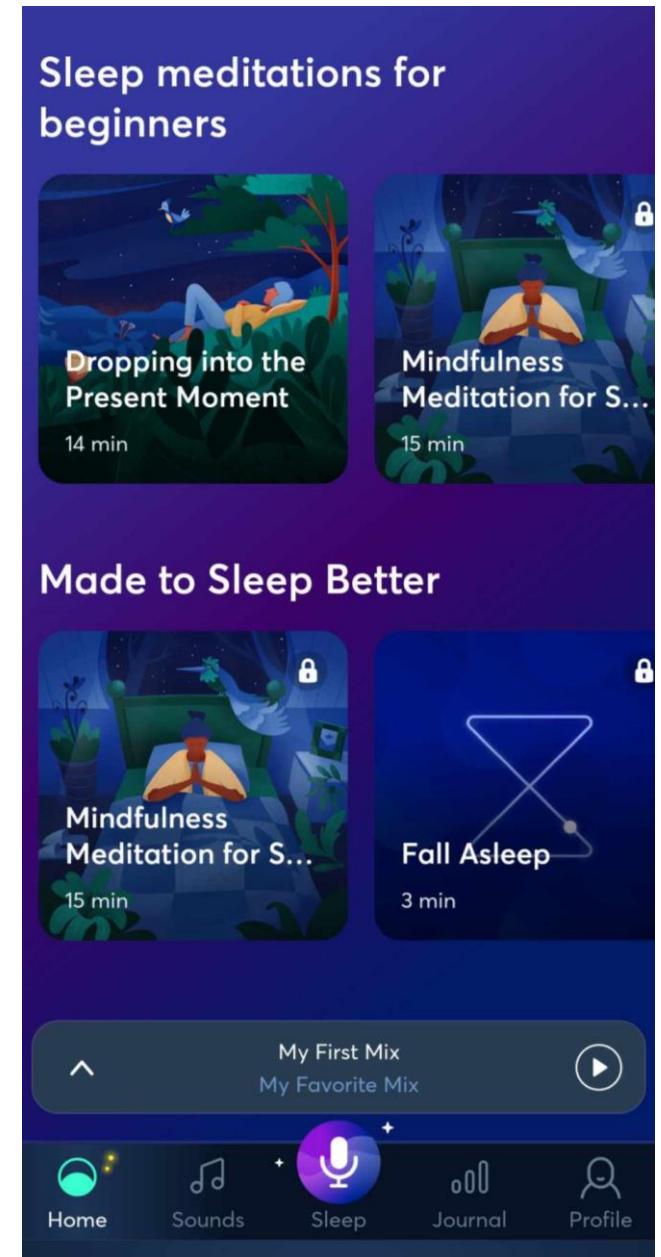 Sleep meditations for
beginners
Dropping into the
Present Moment
14 min
Mindfulness
Meditation for S...
15 min
Made to Sleep Better
Mindfulness
Meditation for S...
15 min
Fall Asleep
3 min
My First Mix
My Favorite Mix
Home
Sounds
Sleep
Journal
Profile